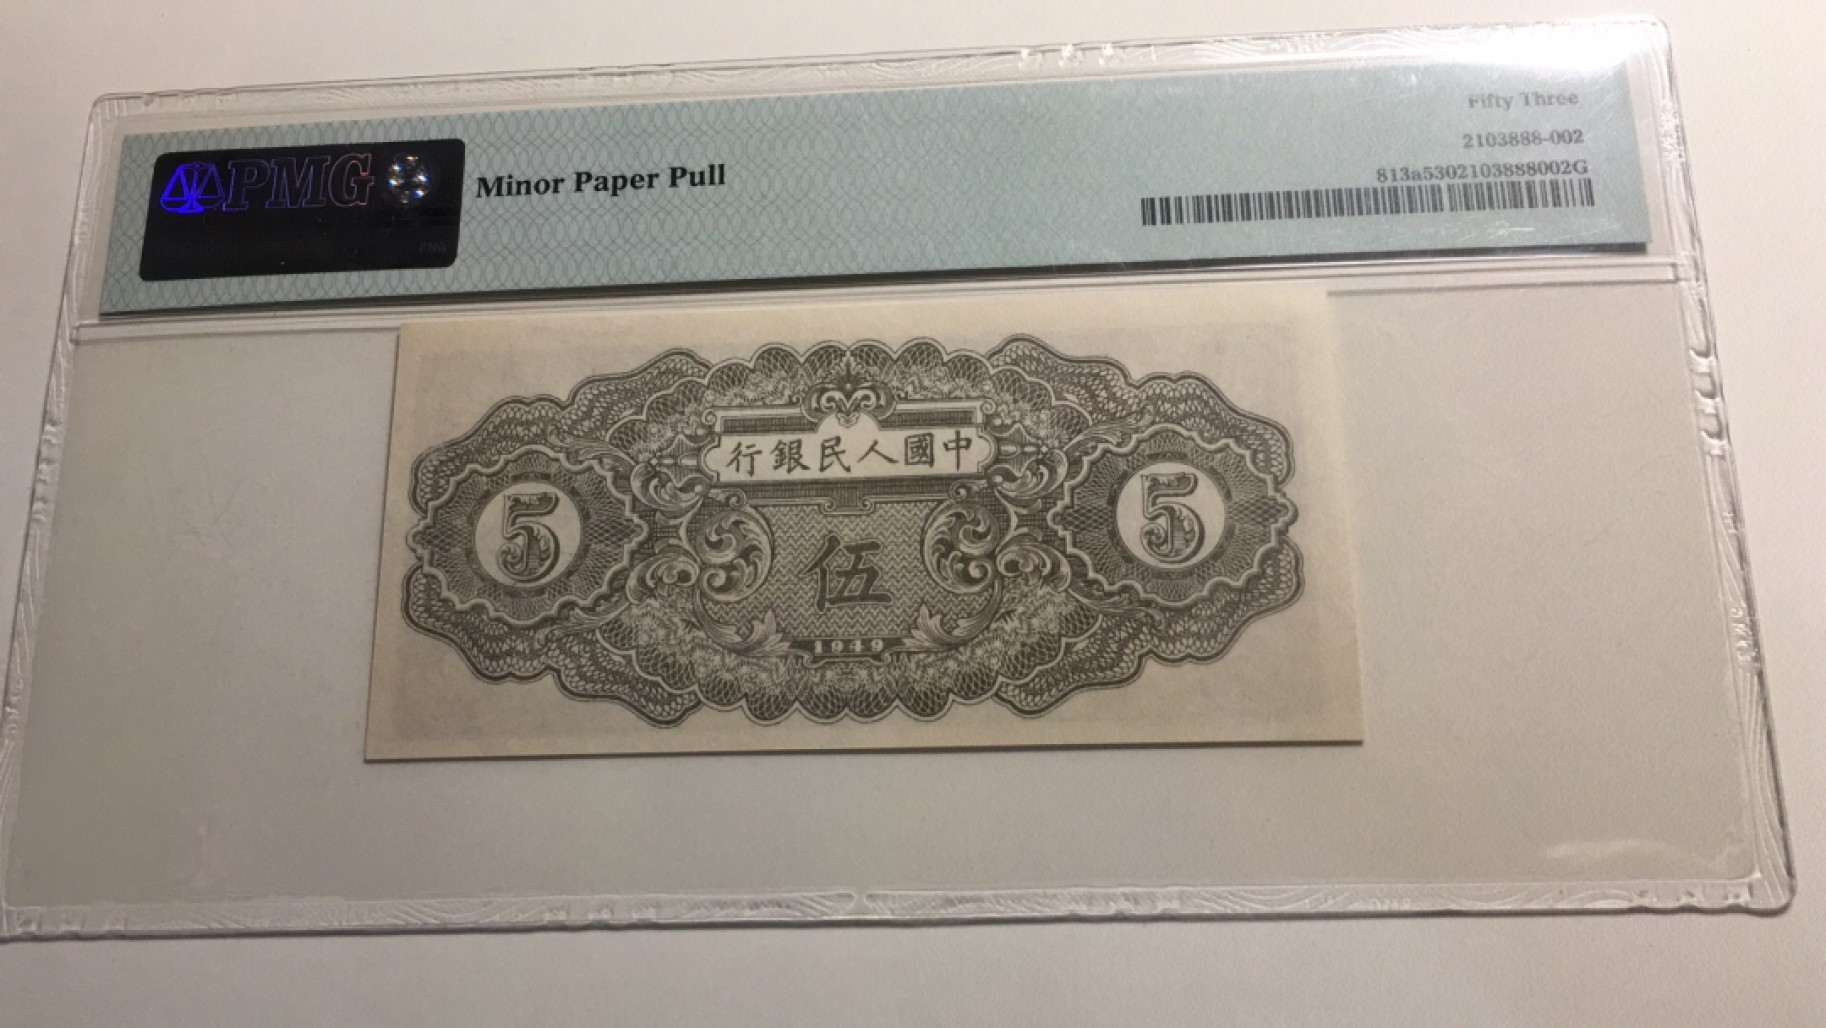 PMG
Minor Paper Pull
Fifty Three
2103888-002
813a5302103888002G
行銀民人國中
5
5
伍
1949